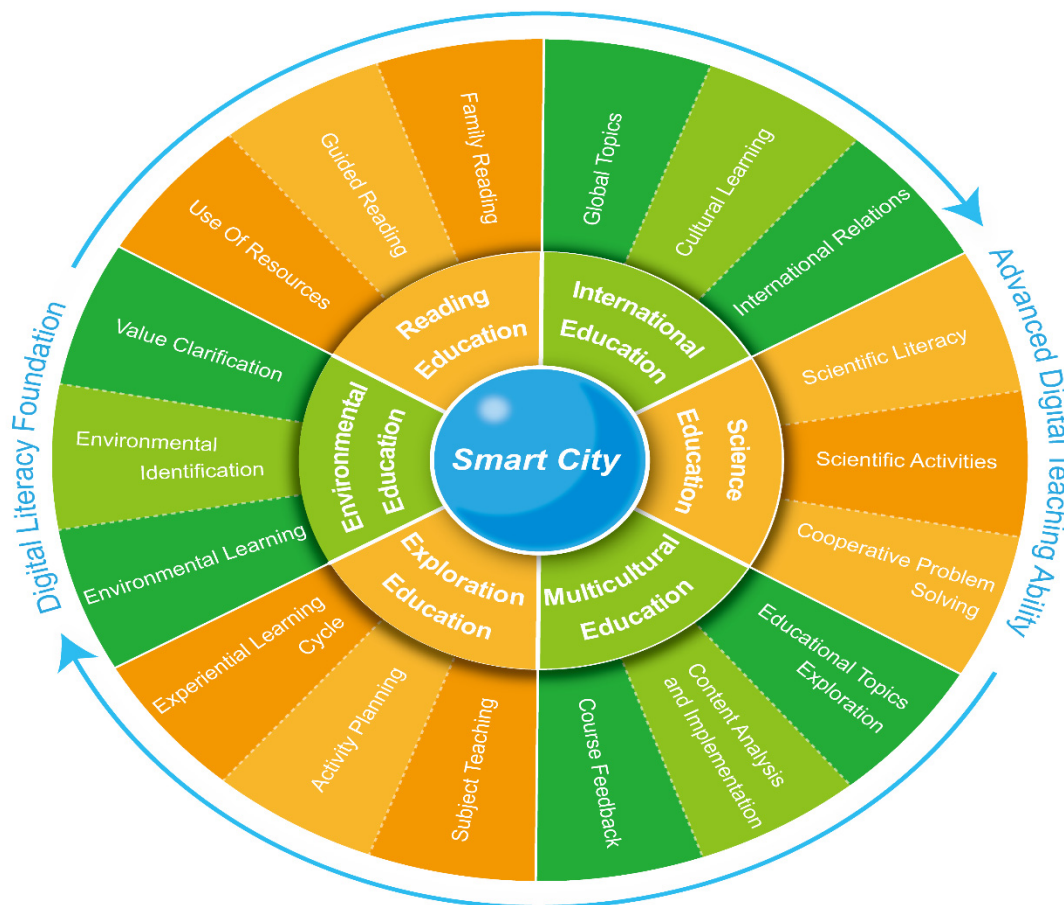 Digital Literacy Foundation
Advanced Digital Teaching Ability
Smart City
Reading
Education
Use Of Resources
Guided Reading
Family Reading
International
Education
Global Topics
Cultural Learning
International Relations
Science
Education
Scientific Literacy
Scientific Activities
Cooperative Problem
Solving
Multicultural
Education
Educational Topics
Exploration
Content Analysis
and Implementation
Course Feedback
Exploration
Education
Subject Teaching
Activity Planning
Experiential Learning
Cycle
Environmental
Education
Environmental Learning
Environmental
Identification
Value Clarification